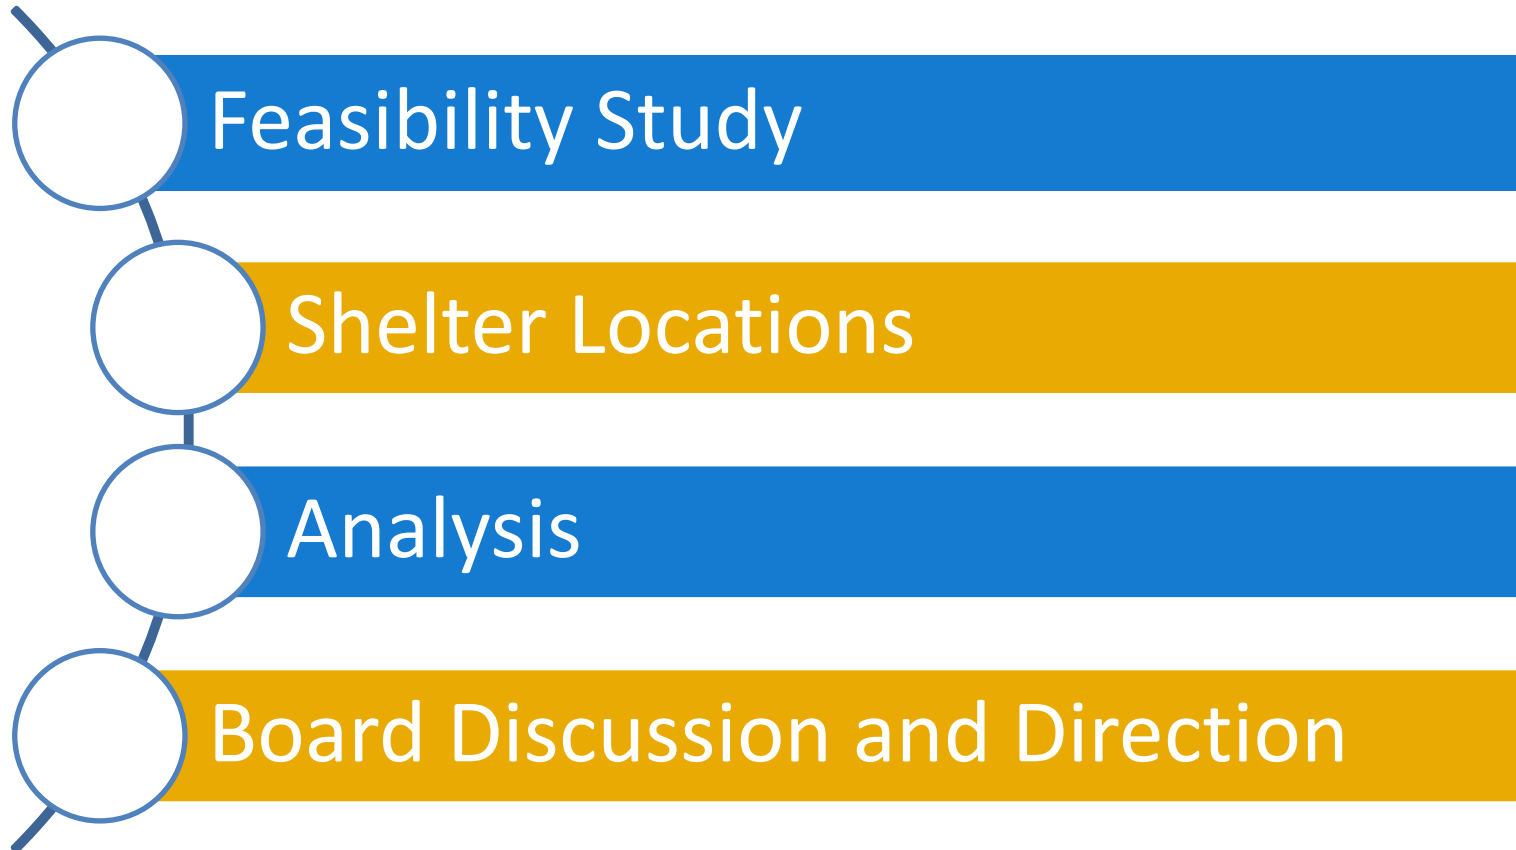 Feasibility Study
Shelter Locations
Analysis
Board Discussion and Direction